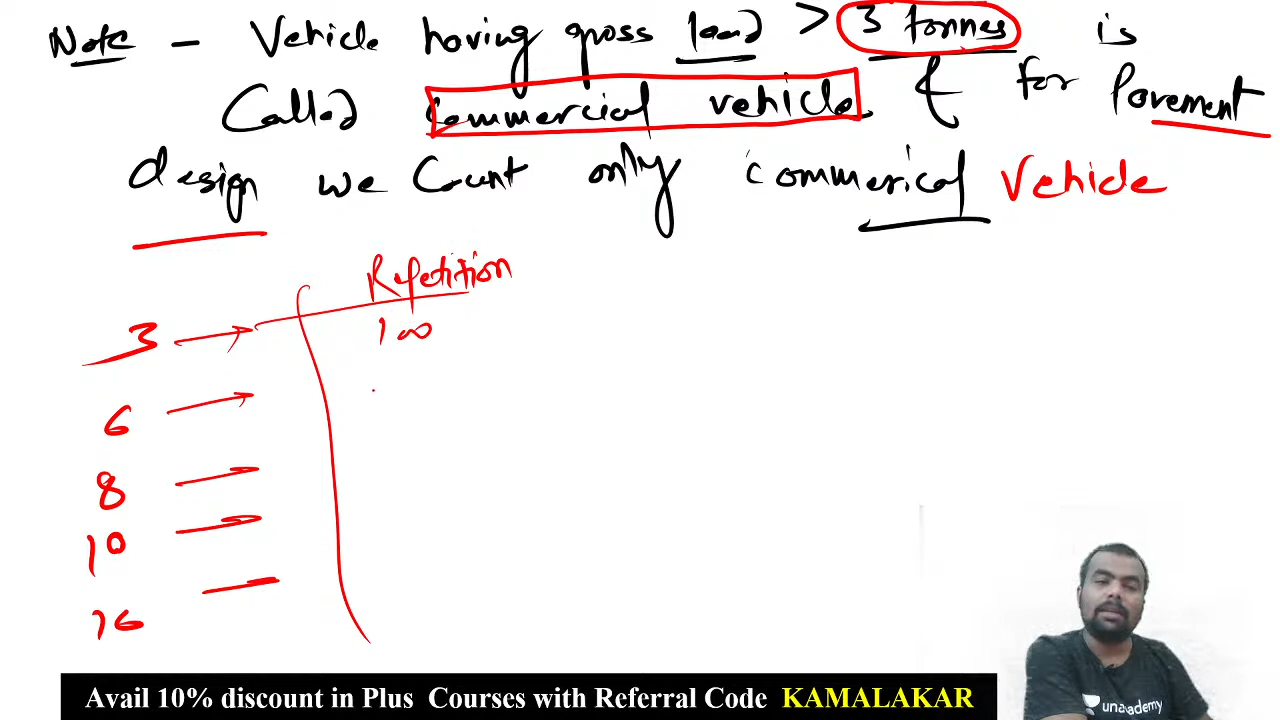 Note - Vehicle having gross load > 3 tonnes is
Called commercial vehicle. & for Pavement
design we Count only commerical Vehicle
Repetition
3 → 100
6 →
8
10
16
unacademy
Avail 10% discount in Plus Courses with Referral Code KAMALAKAR